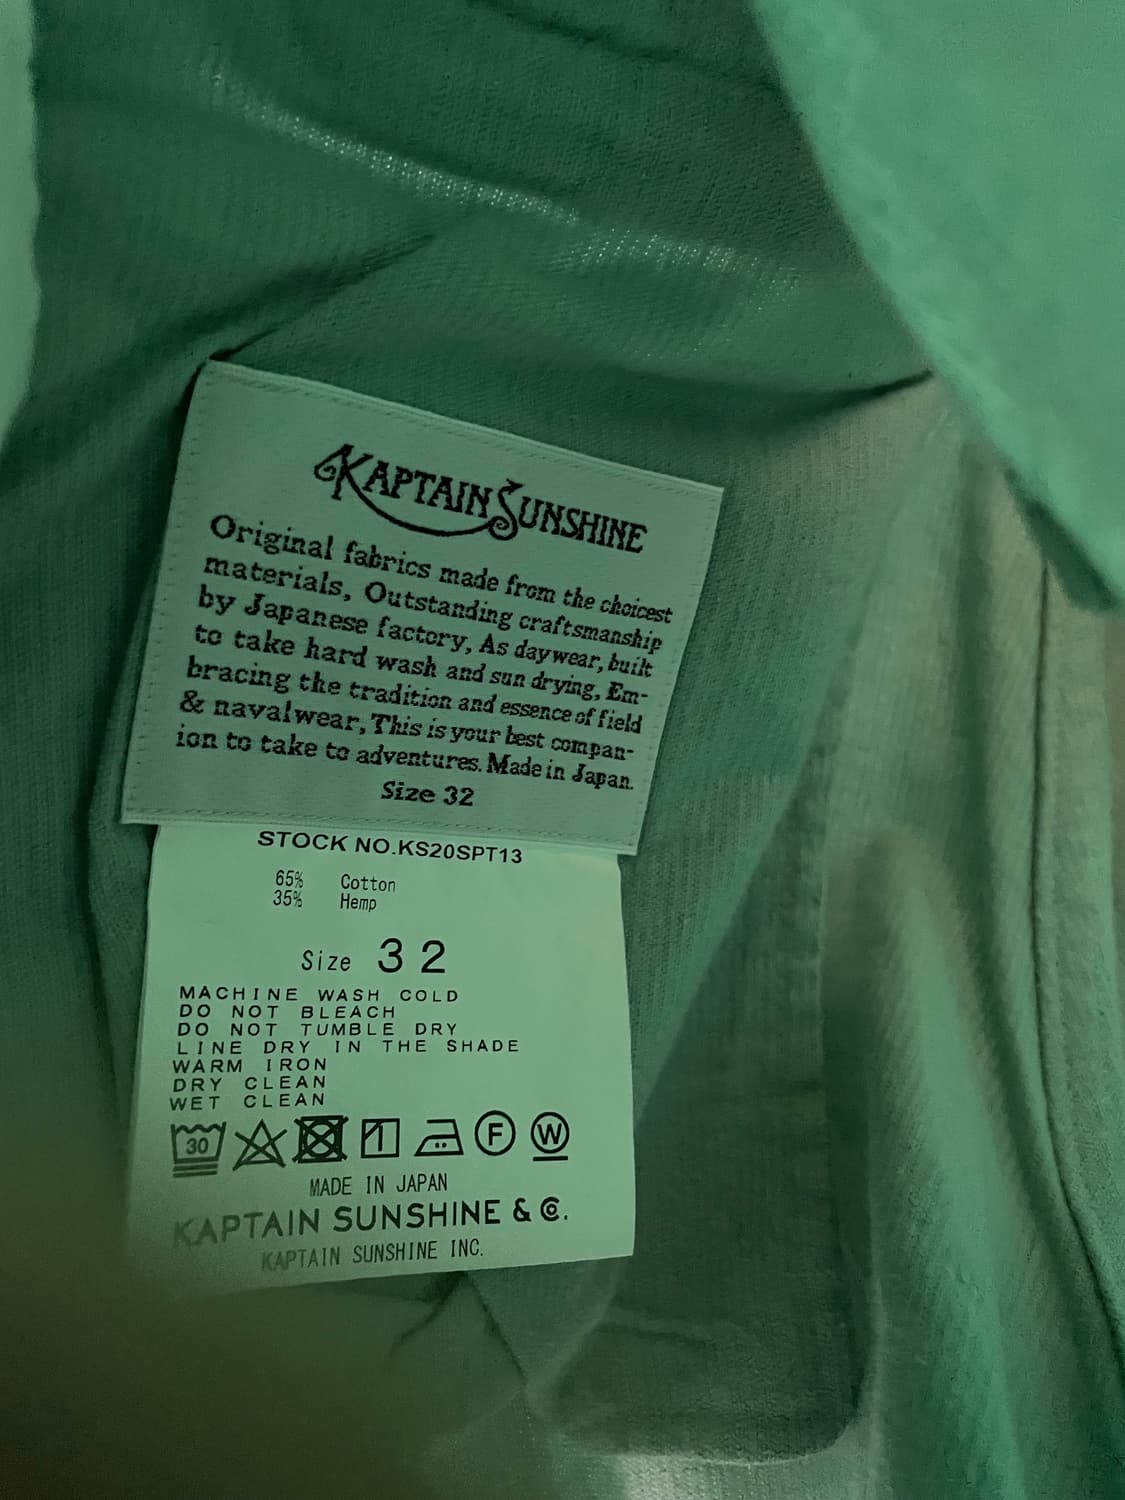 KAPTAIN SUNSHINE
Original fabrics made from the choicest
materials, Outstanding craftsmanship
by Japanese factory, As daywear, built
to take hard wash and sun drying, Em-
bracing the tradition and essence of field
& navalwear, This is your best compan-
ion to take to adventures. Made in Japan.
Size 32
STOCK NO.KS20SPT13
65% Cotton
35% Hemp
Size 32
MACHINE WASH COLD
DO NOT BLEACH
DO NOT TUMBLE DRY
LINE DRY IN THE SHADE
WARM IRON
DRY CLEAN
WET CLEAN
30 F W
MADE IN JAPAN
KAPTAIN SUNSHINE & Co.
KAPTAIN SUNSHINE INC.